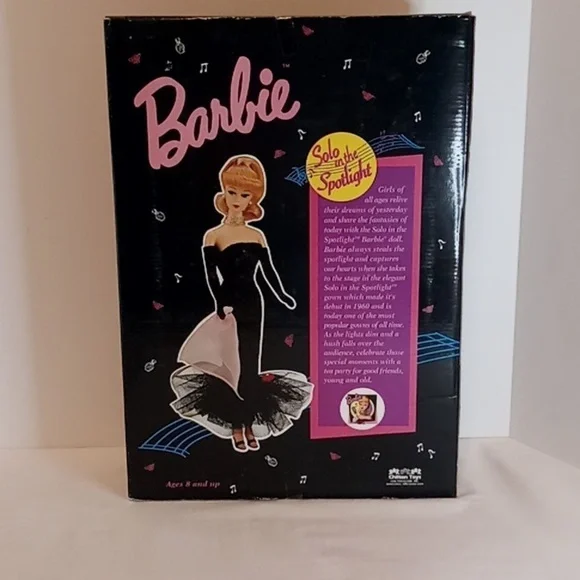 Barbie™
Solo
in the
Spotlight
Girls of
all ages relive
their dreams of yesterday
and share the fantasies of
today with the Solo in the
Spotlight™ Barbie® doll.
Barbie always steals the
spotlight and captures
our hearts when she takes
to the stage in the elegant
Solo in the Spotlight™
gown which made it's
debut in 1960 and is
today one of the most
popular gowns of all time.
As the lights dim and a
hush falls over the
audience, celebrate those
special moments with a
tea party for good friends,
young and old.
Ages 8 and up
Chilton Toys